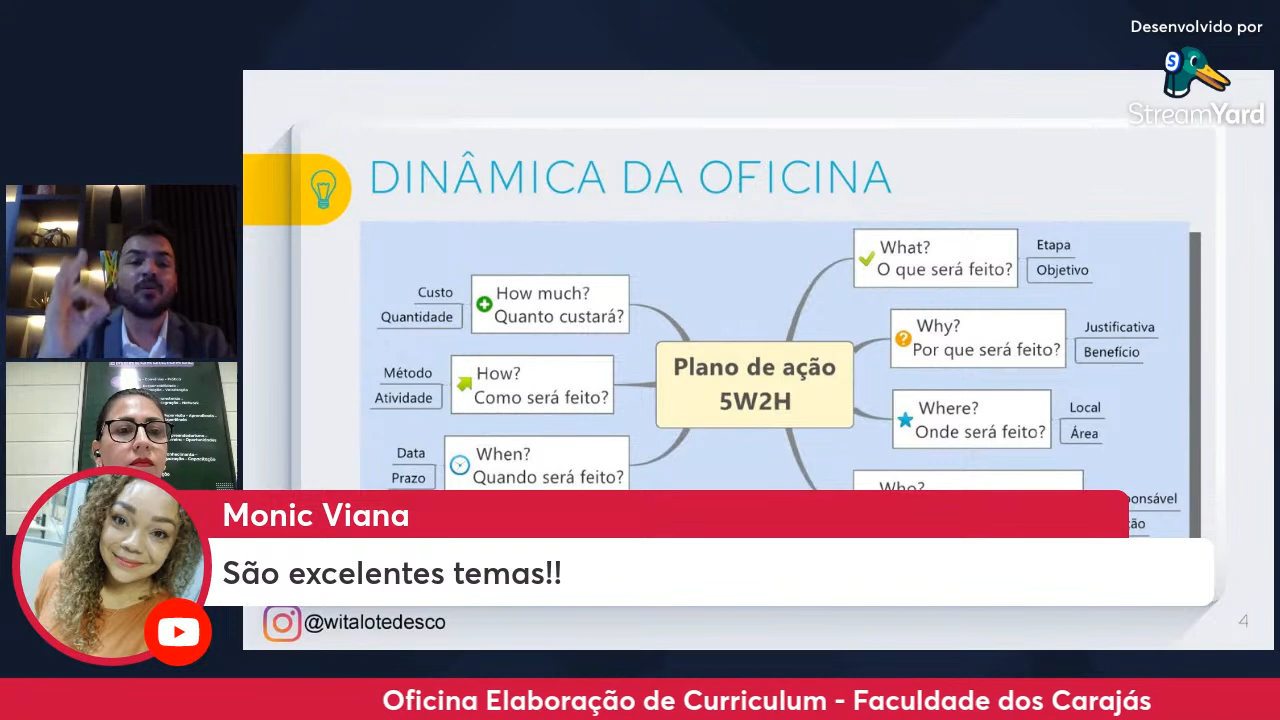 Desenvolvido por
StreamYard
DINÂMICA DA OFICINA
How much?
Quanto custará?
Custo
Quantidade
How?
Como será feito?
Método
Atividade
When?
Quando será feito?
Data
Prazo
Plano de ação
5W2H
What?
O que será feito?
Etapa
Objetivo
Why?
Por que será feito?
Justificativa
Benefício
Where?
Onde será feito?
Local
Área
Who?
Monic Viana
São excelentes temas!!
@witalotedesco
4
Oficina Elaboração de Curriculum - Faculdade dos Carajás